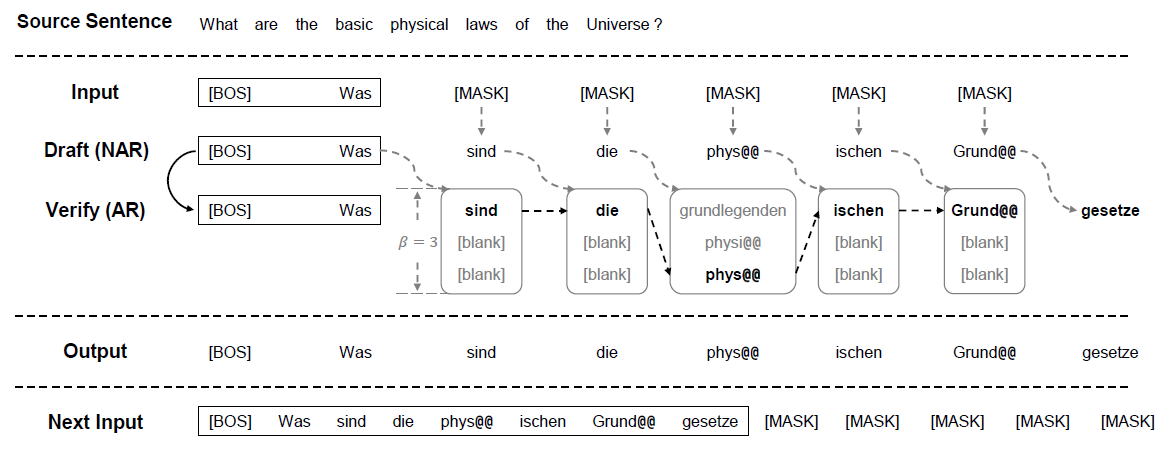 Source Sentence What are the basic physical laws of the Universe ?
Input [BOS] Was [MASK] [MASK] [MASK] [MASK] [MASK]
Draft (NAR) [BOS] Was sind die phys@@ ischen Grund@@
Verify (AR) [BOS] Was sind die grundlegenden ischen Grund@@ gesetze
β = 3 [blank] [blank] physi@@ [blank] [blank]
[blank] [blank] phys@@ [blank] [blank]
Output [BOS] Was sind die phys@@ ischen Grund@@ gesetze
Next Input [BOS] Was sind die phys@@ ischen Grund@@ gesetze [MASK] [MASK] [MASK] [MASK] [MASK]